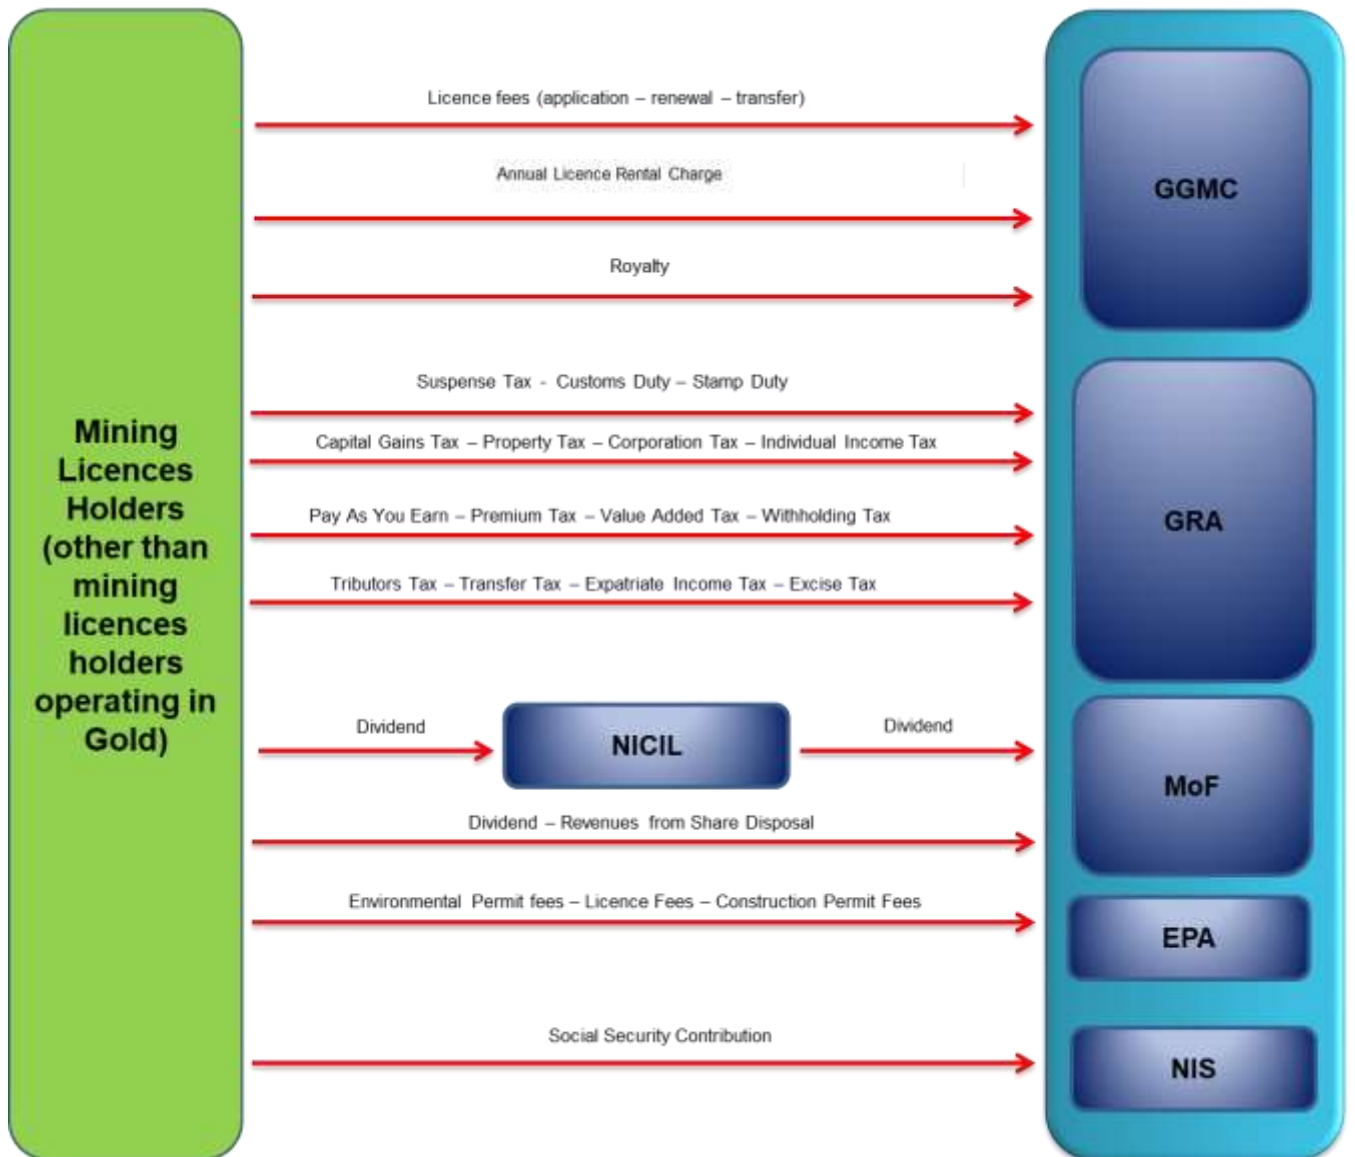 Licence fees (application – renewal – transfer)
Annual Licence Rental Charge
GGMC
Royalty
Suspense Tax - Customs Duty – Stamp Duty
Capital Gains Tax – Property Tax – Corporation Tax – Individual Income Tax
Pay As You Earn – Premium Tax – Value Added Tax – Withholding Tax
GRA
Tributors Tax – Transfer Tax – Expatriate Income Tax – Excise Tax
Mining
Licences
Holders
(other than
mining
licences
holders
operating in
Gold)
Dividend
NICIL
Dividend
MoF
Dividend – Revenues from Share Disposal
Environmental Permit fees – Licence Fees – Construction Permit Fees
EPA
Social Security Contribution
NIS